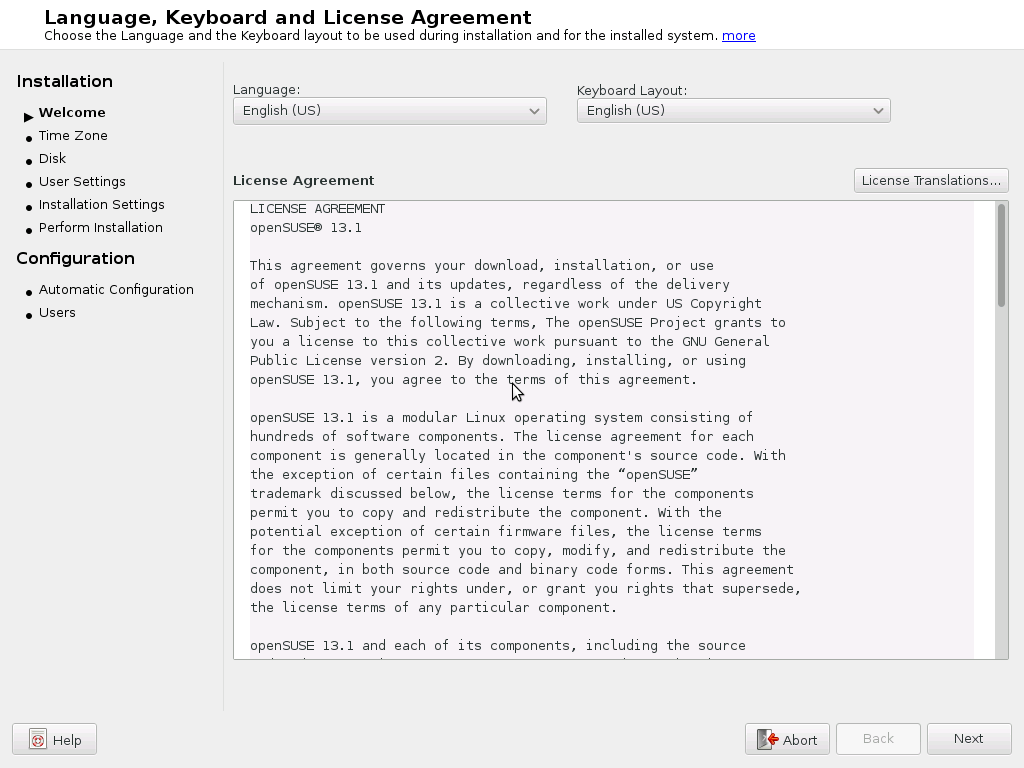 Language, Keyboard and License Agreement
Choose the Language and the Keyboard layout to be used during installation and for the installed system. more
Installation
Welcome
Time Zone
Disk
User Settings
Installation Settings
Perform Installation
Configuration
Automatic Configuration
Users
Language:
English (US)
Keyboard Layout:
English (US)
License Agreement
License Translations...
LICENSE AGREEMENT
openSUSE® 13.1
This agreement governs your download, installation, or use
of openSUSE 13.1 and its updates, regardless of the delivery
mechanism. openSUSE 13.1 is a collective work under US Copyright
Law. Subject to the following terms, The openSUSE Project grants to
you a license to this collective work pursuant to the GNU General
Public License version 2. By downloading, installing, or using
openSUSE 13.1, you agree to the terms of this agreement.
openSUSE 13.1 is a modular Linux operating system consisting of
hundreds of software components. The license agreement for each
component is generally located in the component's source code. With
the exception of certain files containing the “openSUSE”
trademark discussed below, the license terms for the components
permit you to copy and redistribute the component. With the
potential exception of certain firmware files, the license terms
for the components permit you to copy, modify, and redistribute the
component, in both source code and binary code forms. This agreement
does not limit your rights under, or grant you rights that supersede,
the license terms of any particular component.
openSUSE 13.1 and each of its components, including the source
Help
Abort
Back
Next